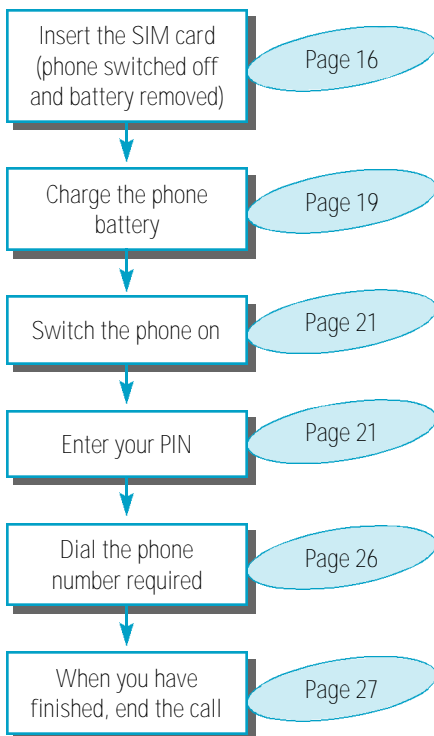 Insert the SIM card
(phone switched off
and battery removed)
Page 16
Charge the phone
battery
Page 19
Switch the phone on
Page 21
Enter your PIN
Page 21
Dial the phone
number required
Page 26
When you have
finished, end the call
Page 27